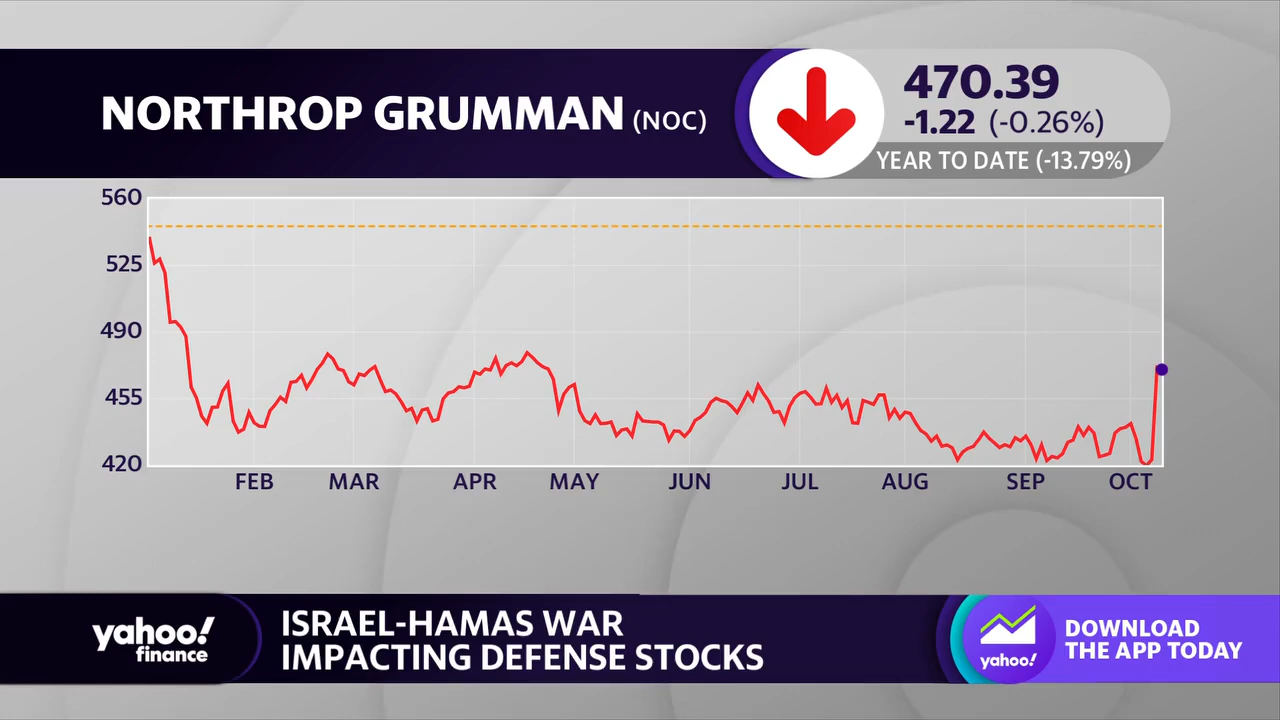 NORTHROP GRUMMAN (NOC)
470.39
-1.22 (-0.26%)
YEAR TO DATE (-13.79%)
560
525
490
455
420
FEB MAR APR MAY JUN JUL AUG SEP OCT
yahoo!
finance
ISRAEL-HAMAS WAR
IMPACTING DEFENSE STOCKS
yahoo!
DOWNLOAD
THE APP TODAY